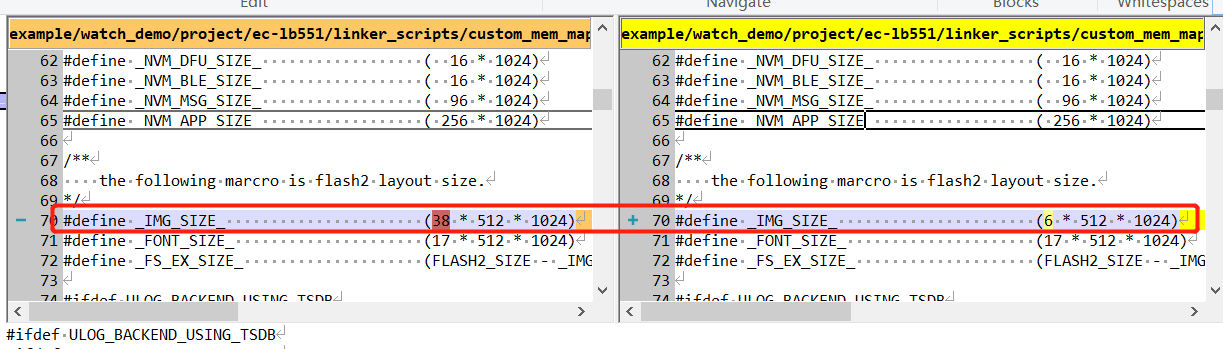 Edit Navigate Blocks Whitespaces
example/watch_demo/project/ec-lb551/linker_scripts/custom_mem_map
62 #define _NVM_DFU_SIZE_ ( 16 * 1024)
63 #define _NVM_BLE_SIZE_ ( 16 * 1024)
64 #define _NVM_MSG_SIZE_ ( 96 * 1024)
65 #define _NVM_APP_SIZE_ ( 256 * 1024)
66
67 /**
68 the following marcro is flash2 layout size.
69 */
70 #define _IMG_SIZE_ (38 * 512 * 1024)
71 #define _FONT_SIZE_ (17 * 512 * 1024)
72 #define _FS_EX_SIZE_ (FLASH2_SIZE - _IMG
73
74 #ifdef ULOG_BACKEND_USING_TSDB
example/watch_demo/project/ec-lb551/linker_scripts/custom_mem_map
62 #define _NVM_DFU_SIZE_ ( 16 * 1024)
63 #define _NVM_BLE_SIZE_ ( 16 * 1024)
64 #define _NVM_MSG_SIZE_ ( 96 * 1024)
65 #define _NVM_APP_SIZE_ ( 256 * 1024)
66
67 /**
68 the following marcro is flash2 layout size.
69 */
70 #define _IMG_SIZE_ (6 * 512 * 1024)
71 #define _FONT_SIZE_ (17 * 512 * 1024)
72 #define _FS_EX_SIZE_ (FLASH2_SIZE - _IMG
73
74 #ifdef ULOG_BACKEND_USING_TSDB
#ifdef ULOG_BACKEND_USING_TSDB